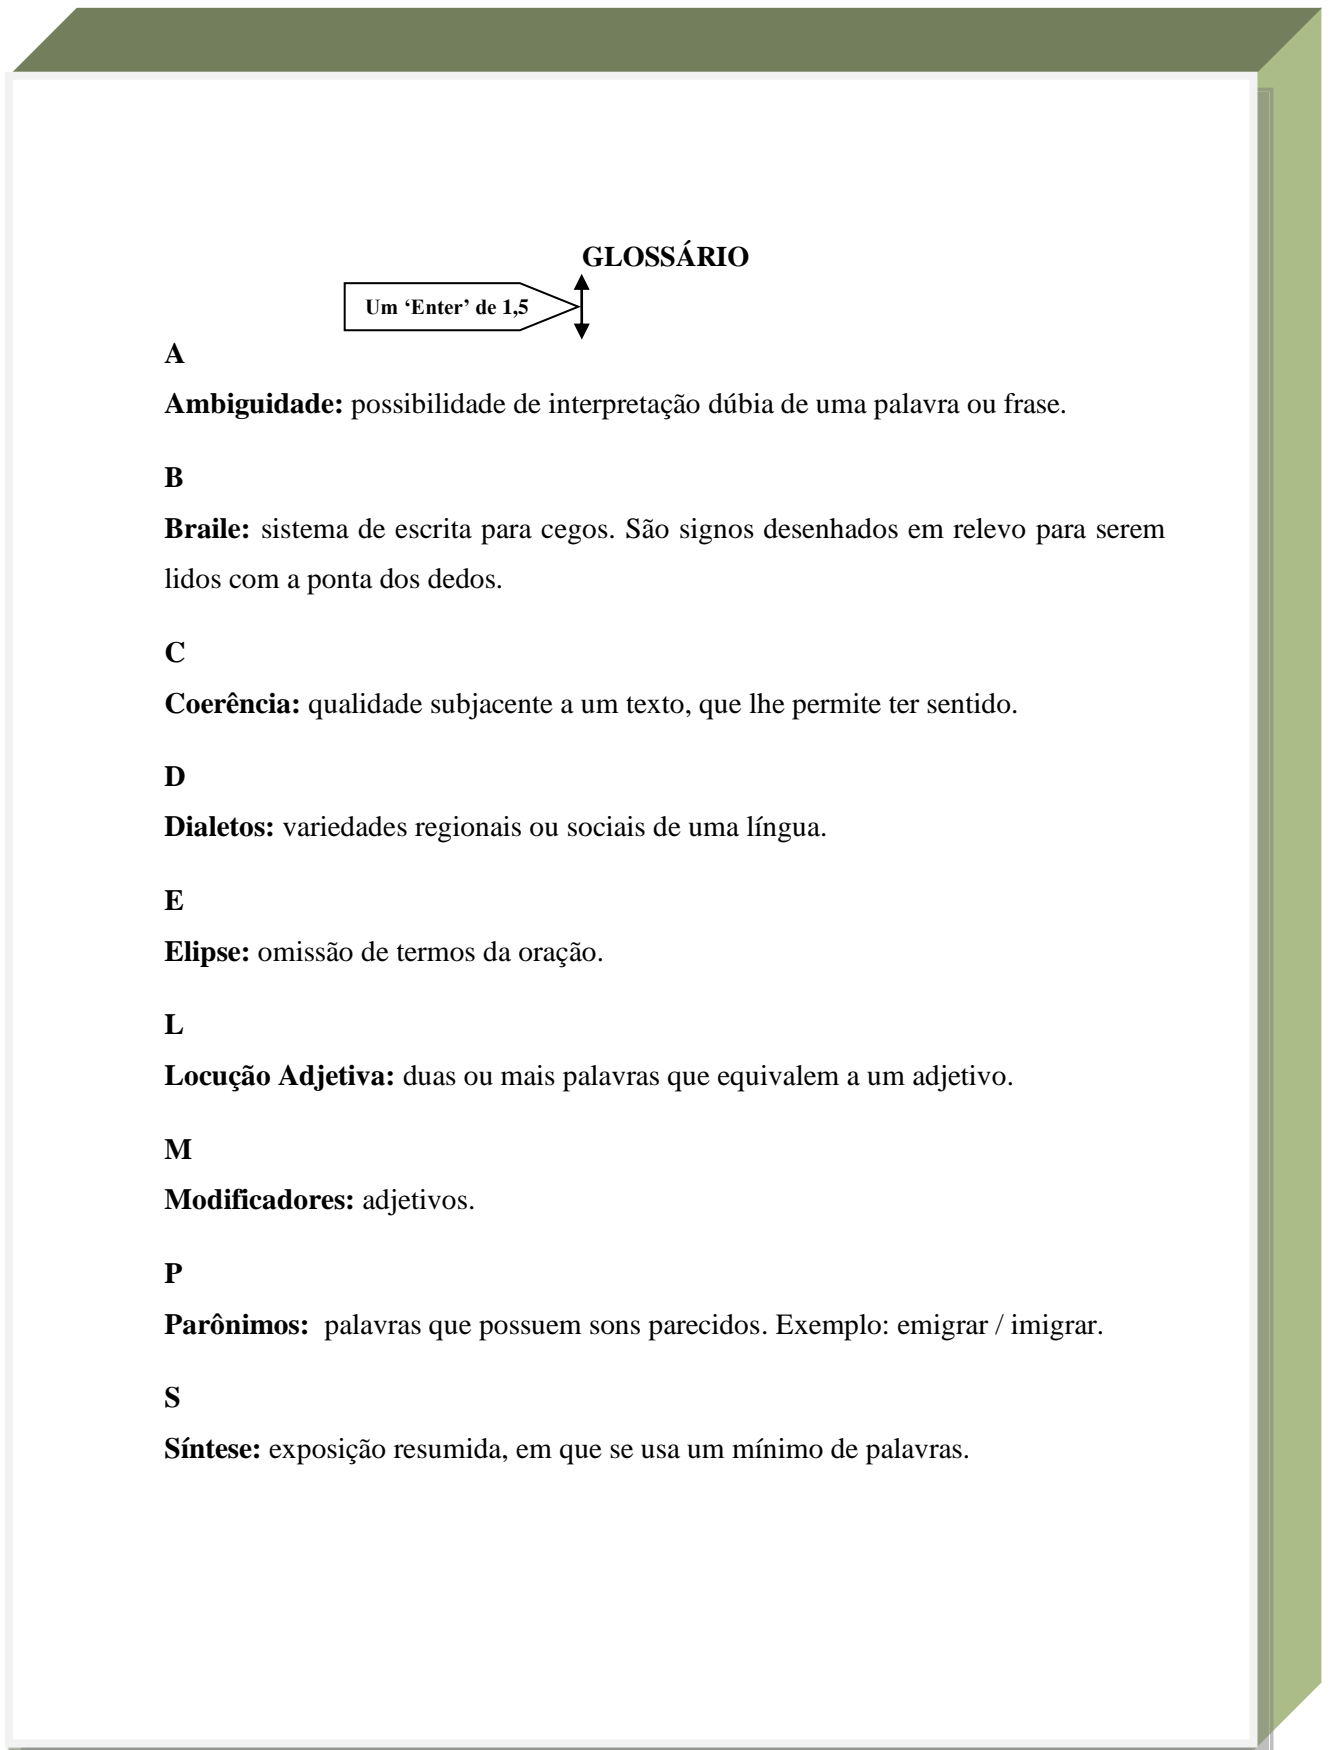 GLOSSÁRIO
Um ‘Enter’ de 1,5
A
Ambiguidade: possibilidade de interpretação dúbia de uma palavra ou frase.
B
Braile: sistema de escrita para cegos. São signos desenhados em relevo para serem
lidos com a ponta dos dedos.
C
Coerência: qualidade subjacente a um texto, que lhe permite ter sentido.
D
Dialetos: variedades regionais ou sociais de uma língua.
E
Elipse: omissão de termos da oração.
L
Locução Adjetiva: duas ou mais palavras que equivalem a um adjetivo.
M
Modificadores: adjetivos.
P
Parônimos:  palavras que possuem sons parecidos. Exemplo: emigrar / imigrar.
S
Síntese: exposição resumida, em que se usa um mínimo de palavras.